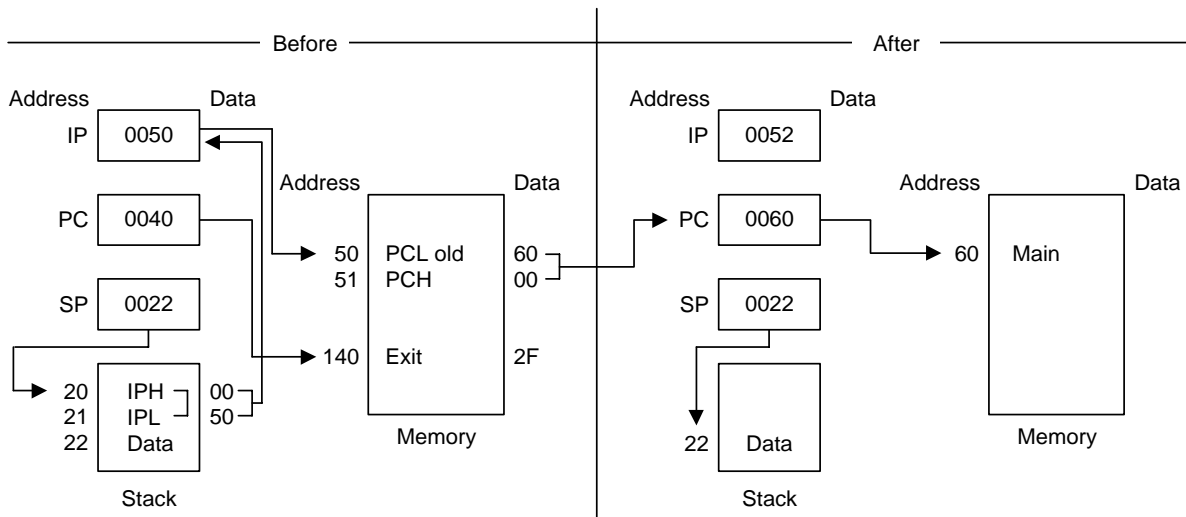 Before
Address
Data
IP
0050
PC
0040
SP
0022
20
IPH
00
21
IPL
50
22
Data
Stack
Address
Data
50
PCL old
60
51
PCH
00
140
Exit
2F
Memory
After
Address
Data
IP
0052
PC
0060
SP
0022
22
Data
Stack
Address
Data
60
Main
Memory